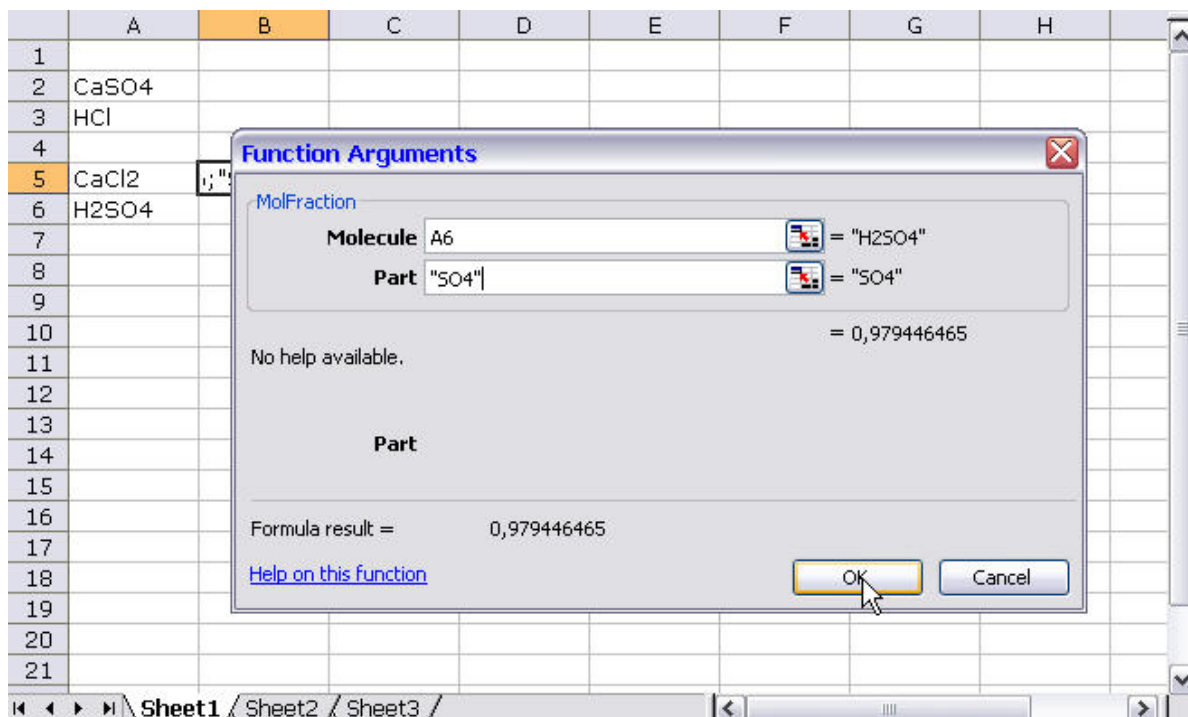 A B C D E F G H
1
2 CaSO4
3 HCl
4
Function Arguments
5 CaCl2 ;"
MolFraction
6 H2SO4
Molecule A6 = "H2SO4"
7
8
Part "SO4" = "SO4"
9
10
= 0,979446465
No help available.
11
12
13
Part
14
15
16
Formula result = 0,979446465
17
Help on this function
OK Cancel
18
19
20
21
Sheet1 / Sheet2 / Sheet3 /